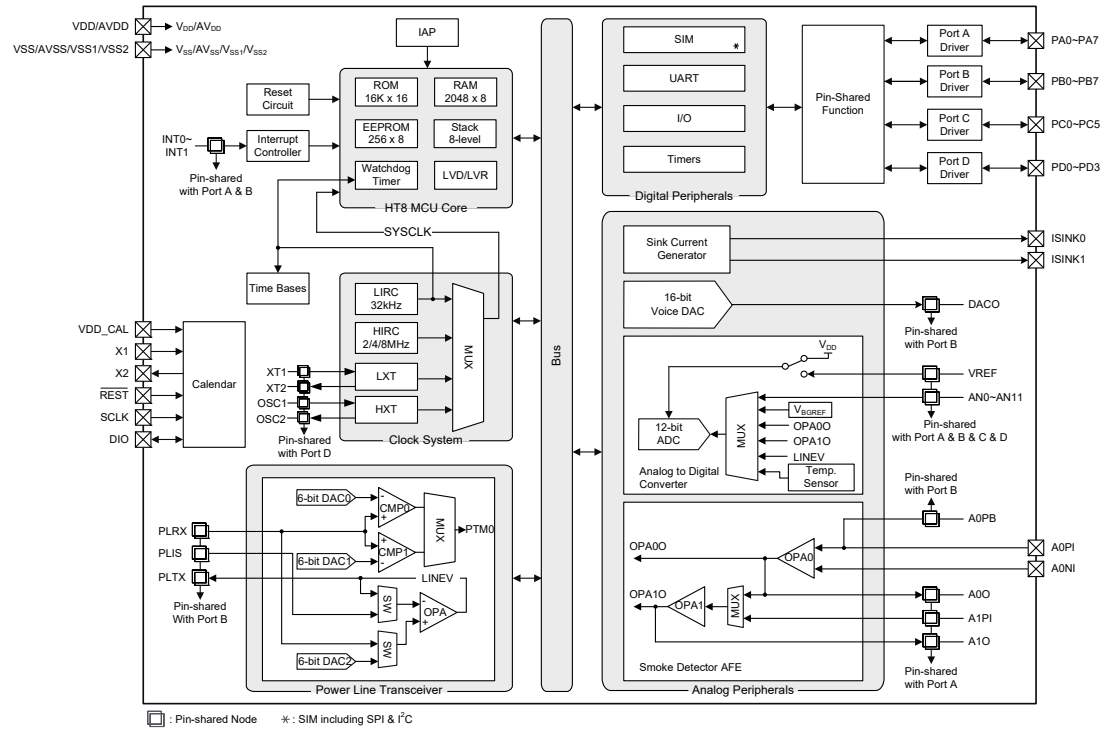 VDD/AVDD
VDD/AVDD
VSS/AVSS/VSS1/VSS2
VSS/AVSS/VSS1/VSS2
IAP
Reset
Circuit
INT0~
INT1
Interrupt
Controller
Pin-shared
with Port A & B
ROM
16K x 16
RAM
2048 x 8
EEPROM
256 x 8
Stack
8-level
Watchdog
Timer
LVD/LVR
HT8 MCU Core
SYSCLK
Time Bases
LIRC
32kHz
HIRC
2/4/8MHz
LXT
HXT
MUX
Clock System
XT1
XT2
OSC1
OSC2
Pin-shared
with Port D
VDD_CAL
X1
X2
REST
SCLK
DIO
Calendar
PLRX
PLIS
PLTX
Pin-shared
With Port B
6-bit DAC0
-
CMP0
+
MUX
PTM0
+
CMP1
-
6-bit DAC1
LINEV
SW
-
OPA
+
SW
6-bit DAC2
Power Line Transceiver
Bus
SIM
*
UART
I/O
Timers
Digital Peripherals
Pin-Shared
Function
Port A
Driver
PA0~PA7
Port B
Driver
PB0~PB7
Port C
Driver
PC0~PC5
Port D
Driver
PD0~PD3
Sink Current
Generator
ISINK0
ISINK1
16-bit
Voice DAC
DACO
Pin-shared
with Port B
VDD
VREF
AN0~AN11
Pin-shared
with Port A & B & C & D
12-bit
ADC
MUX
VBGREF
OPA0O
OPA1O
LINEV
Temp.
Sensor
Analog to Digital
Converter
Pin-shared
with Port B
A0PB
OPA0O
OPA0
A0PI
A0NI
OPA1O
OPA1
MUX
A0O
A1PI
A1O
Pin-shared
with Port A
Smoke Detector AFE
Analog Peripherals
: Pin-shared Node
* : SIM including SPI & I²C